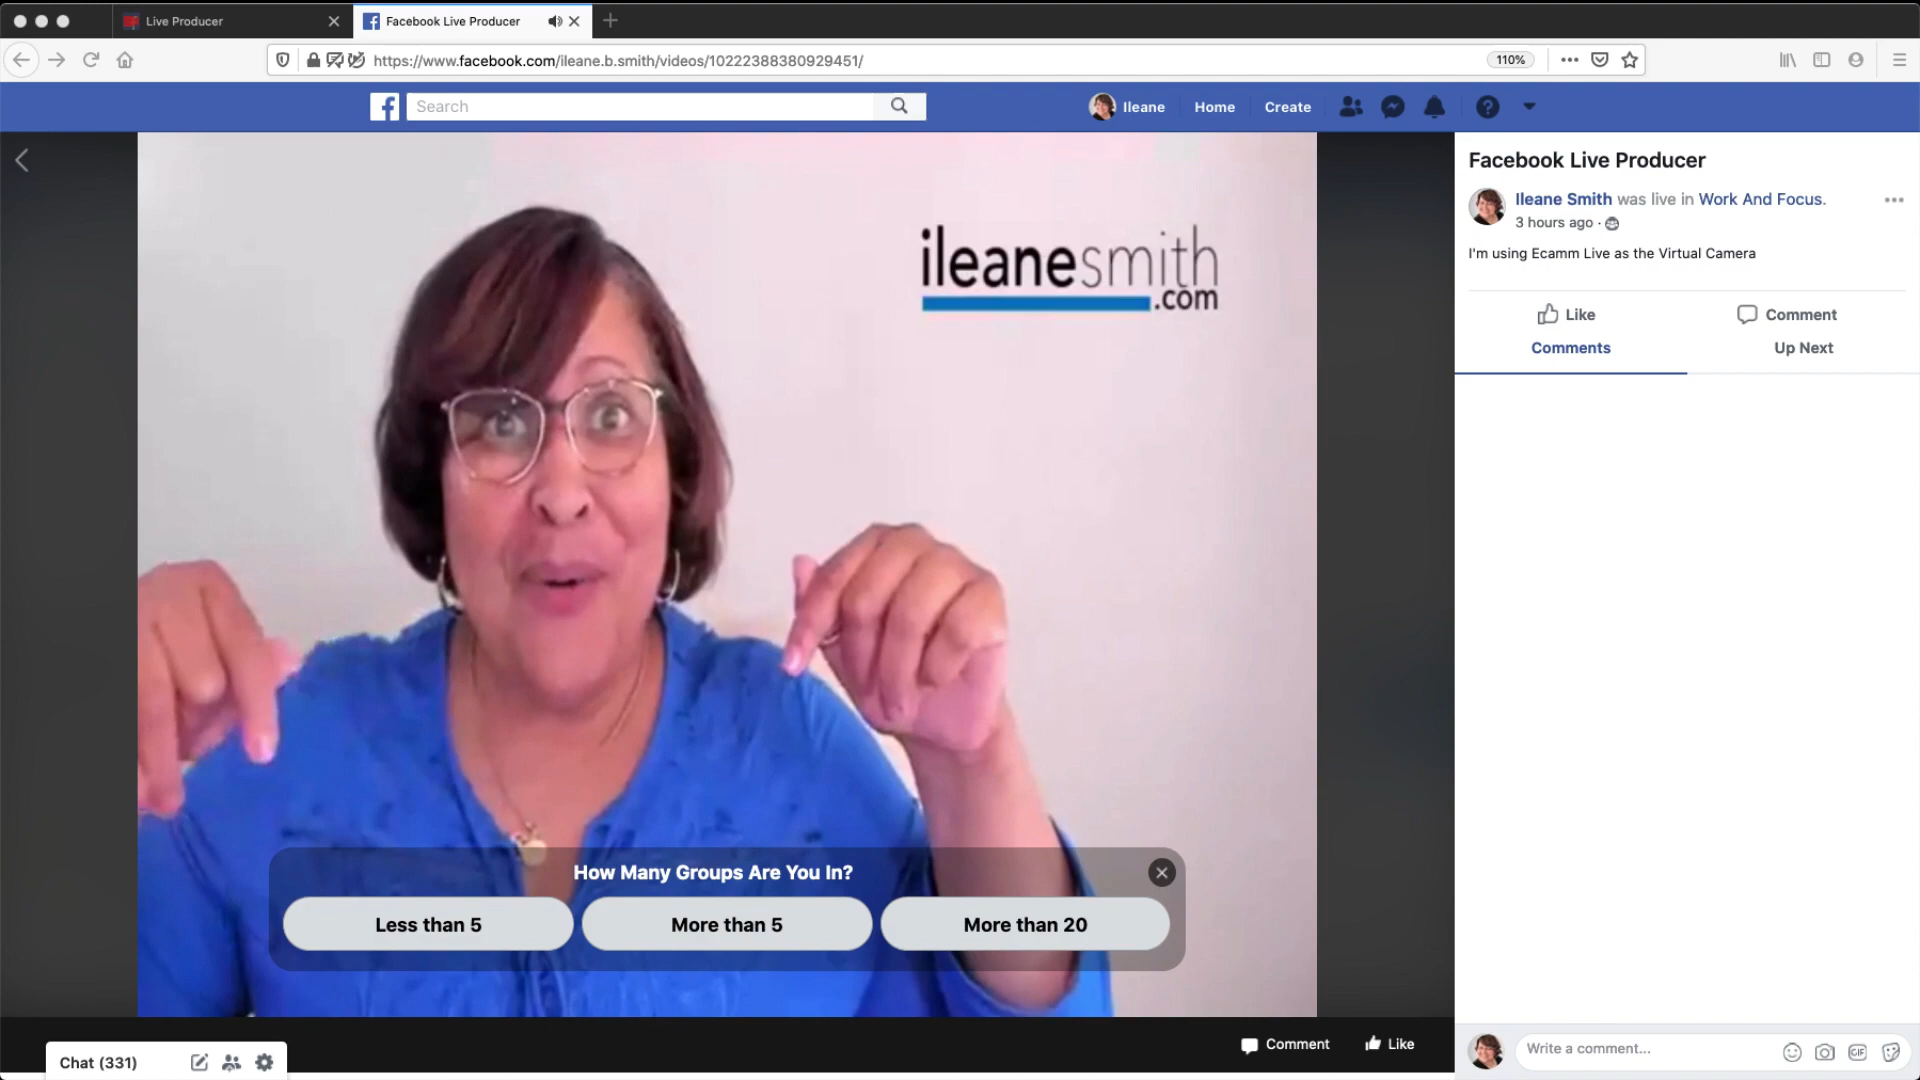 Live Producer
Facebook Live Producer
https://www.facebook.com/ileane.b.smith/videos/10222388380929451/
110%
Search
Ileane
Home
Create
ileanesmith
.com
How Many Groups Are You In?
Less than 5
More than 5
More than 20
Comment
Like
Chat (331)
Facebook Live Producer
Ileane Smith was live in Work And Focus.
3 hours ago ·
I'm using Ecamm Live as the Virtual Camera
Like
Comment
Comments
Up Next
Write a comment...
GIF